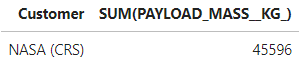 Customer SUM(PAYLOAD_MASS__KG_)
NASA (CRS) 45596